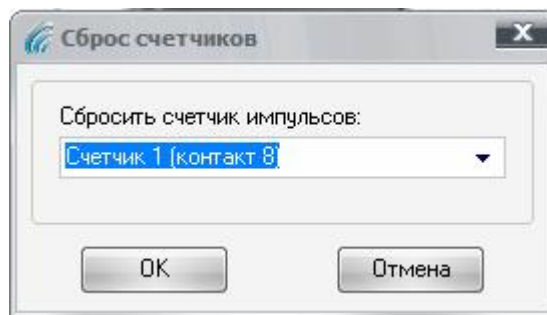 Сброс счетчиков
Сбросить счетчик импульсов:
Счетчик 1 (контакт 8)
OK
Отмена